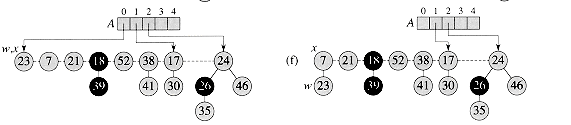 0 1 2 3 4
A
w,x
23 7 21 18 52 38 17 24
39 41 30 26 46
35
0 1 2 3 4
A
x
(f) 7 21 18 52 38 17 24
w 23 39 41 30 26 46
35